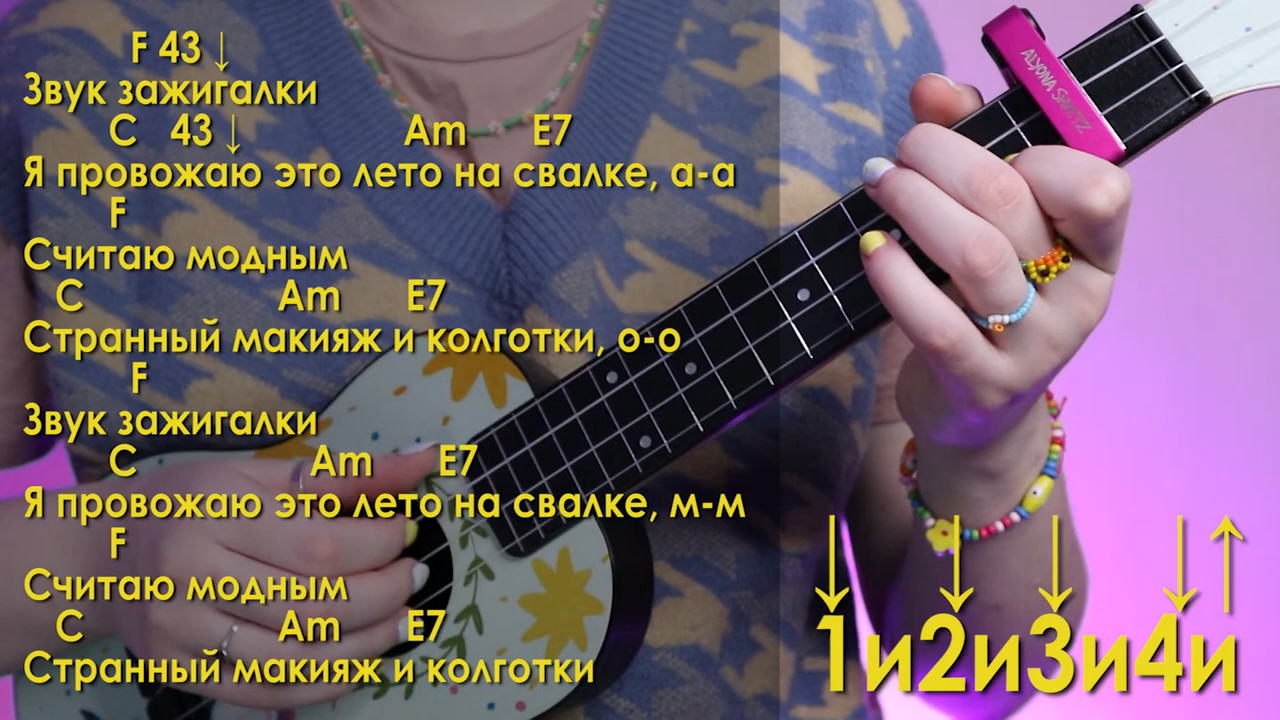 F 43 ↓
Звук зажигалки
C 43 ↓ Am E7
Я провожаю это лето на свалке, а-а
F
Считаю модным
C Am E7
Странный макияж и колготки, о-о
F
Звук зажигалки
C Am E7
Я провожаю это лето на свалке, м-м
F
Считаю модным
C Am E7
Странный макияж и колготки
ALYONA SHVETZ
↓ ↓ ↓ ↓ ↑
1и2и3и4и